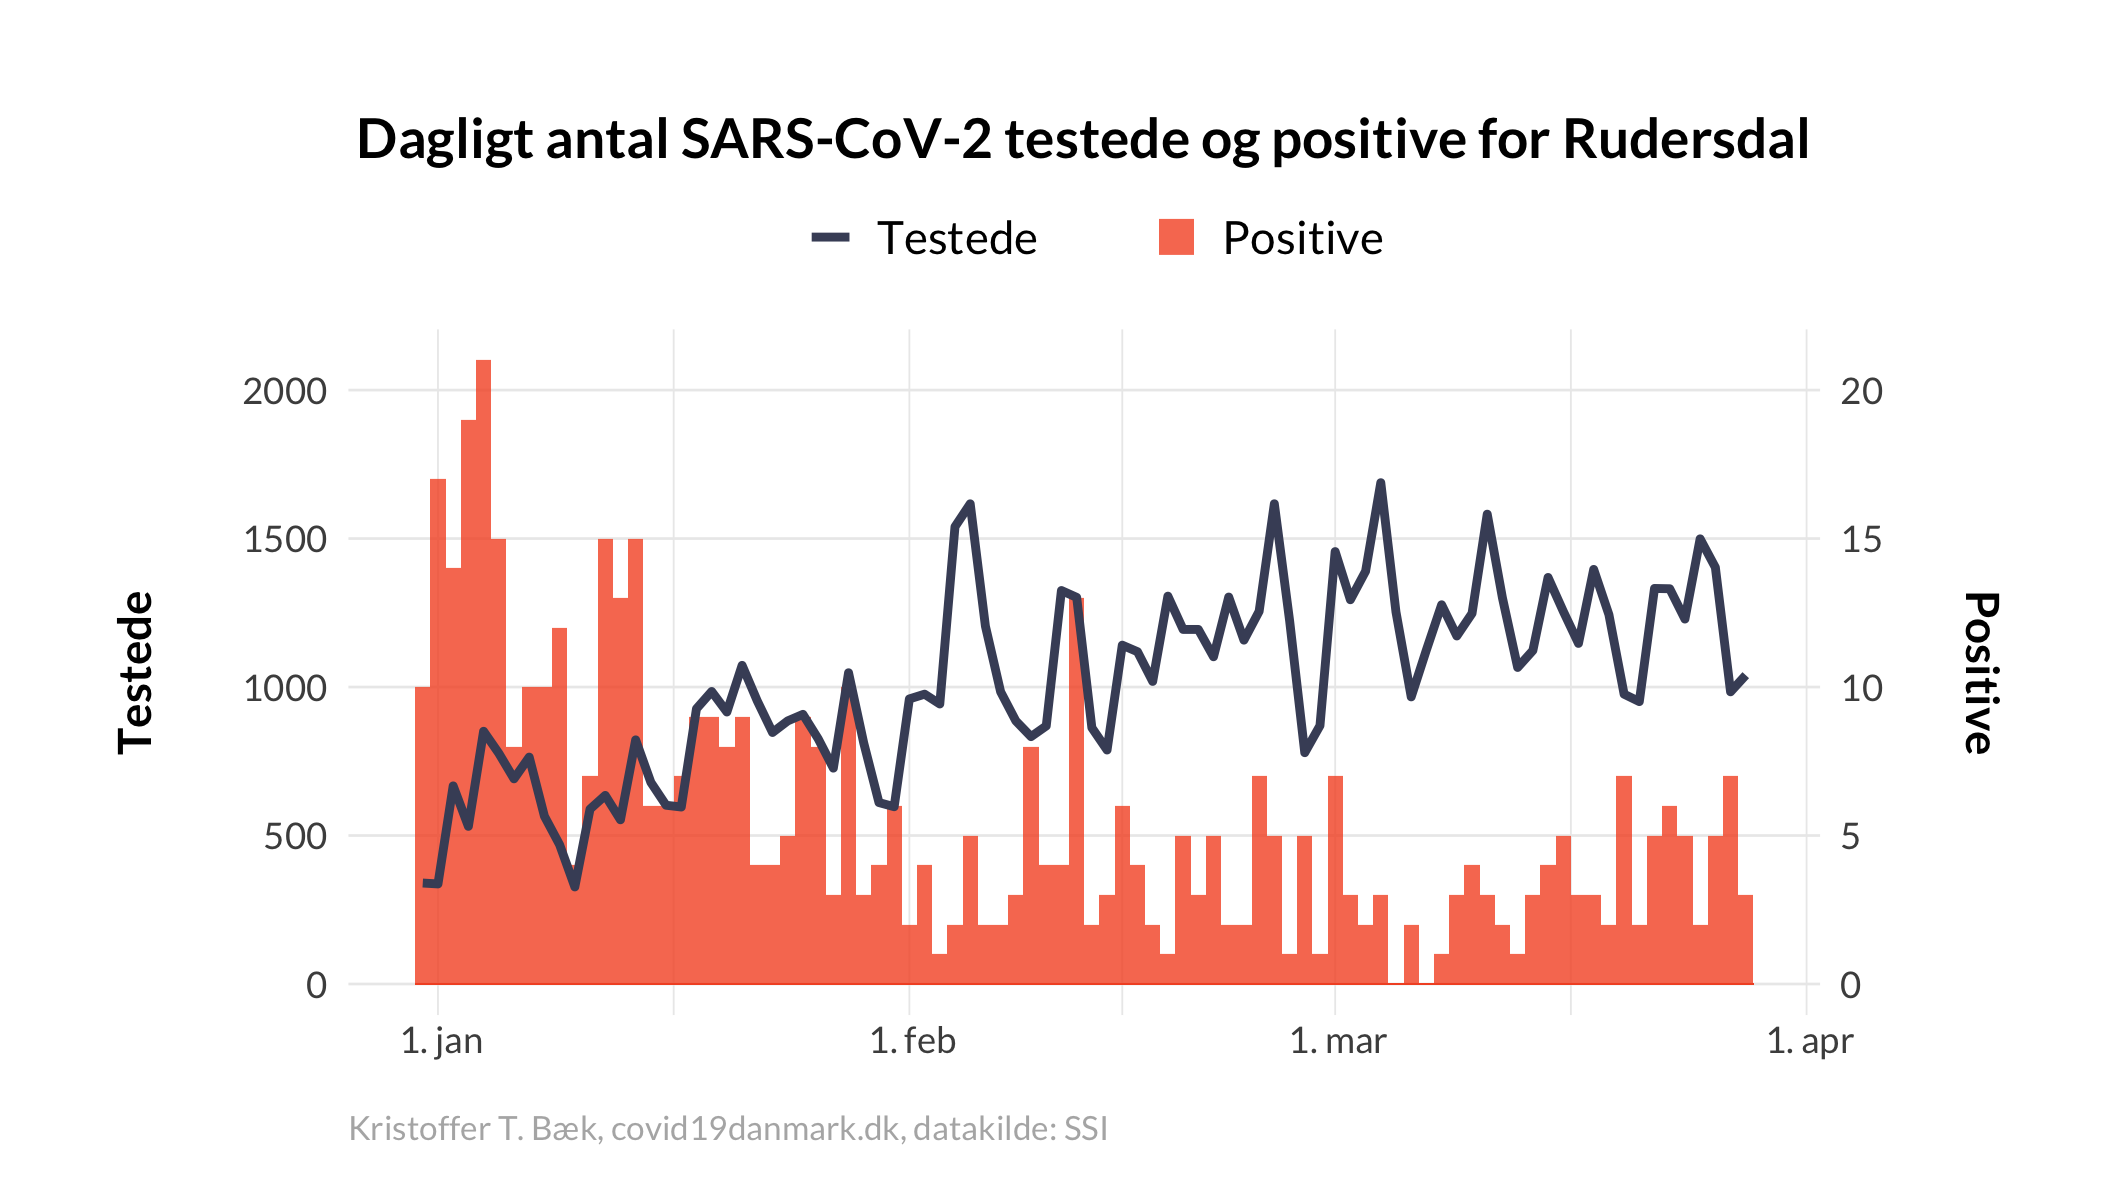 Dagligt antal SARS-CoV-2 testede og positive for Rudersdal
Testede Positive
2000 20
1500 15
1000 10
500 5
0 0
Testede
Positive
1. jan 1. feb 1. mar 1. apr
Kristoffer T. Bæk, covid19danmark.dk, datakilde: SSI